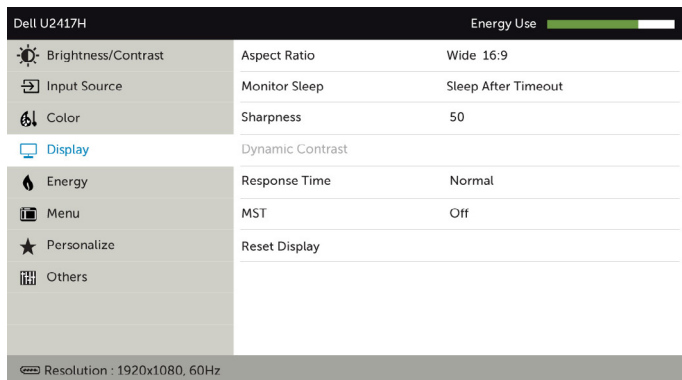 Dell U2417H Energy Use
Brightness/Contrast Aspect Ratio Wide 16:9
Input Source Monitor Sleep Sleep After Timeout
Color Sharpness 50
Display Dynamic Contrast
Energy Response Time Normal
Menu MST Off
Personalize Reset Display
Others
Resolution : 1920x1080, 60Hz